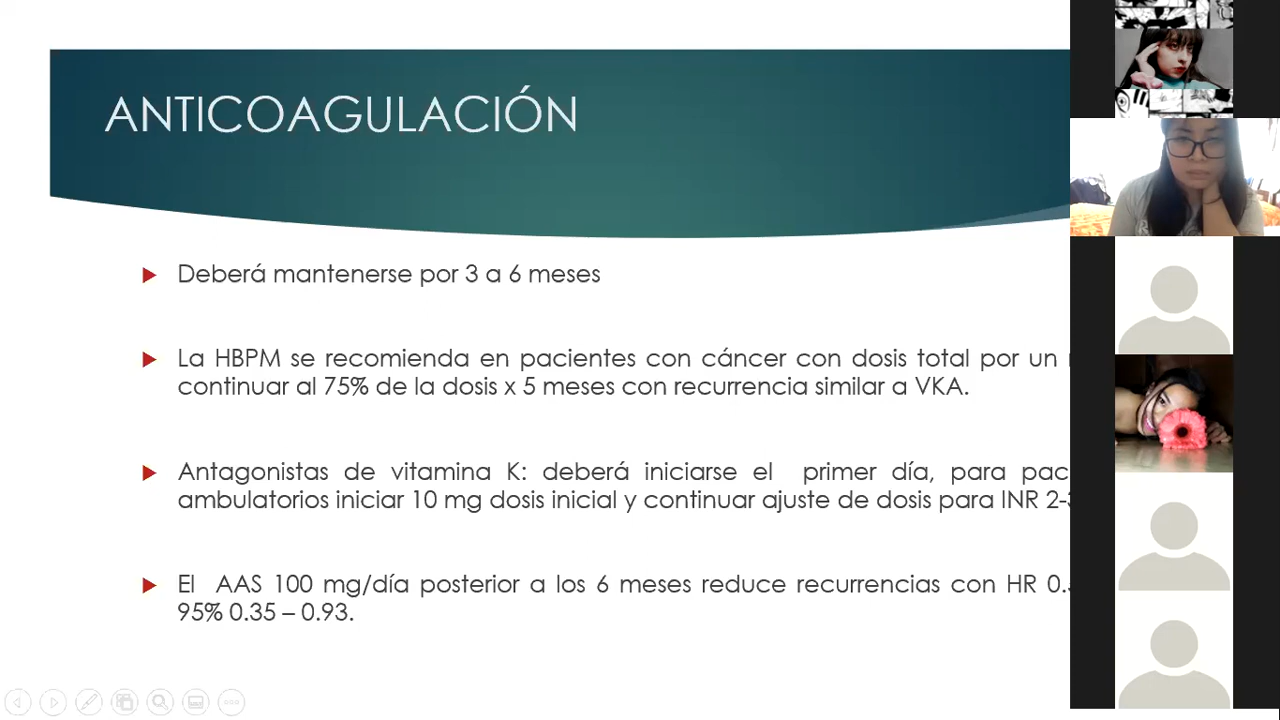 ANTICOAGULACIÓN
Deberá mantenerse por 3 a 6 meses
La HBPM se recomienda en pacientes con cáncer con dosis total por un
continuar al 75% de la dosis x 5 meses con recurrencia similar a VKA.
Antagonistas de vitamina K: deberá iniciarse el primer día, para
ambulatorios iniciar 10 mg dosis inicial y continuar ajuste de dosis para INR
El AAS 100 mg/día posterior a los 6 meses reduce recurrencias con HR
95% 0.35 – 0.93.